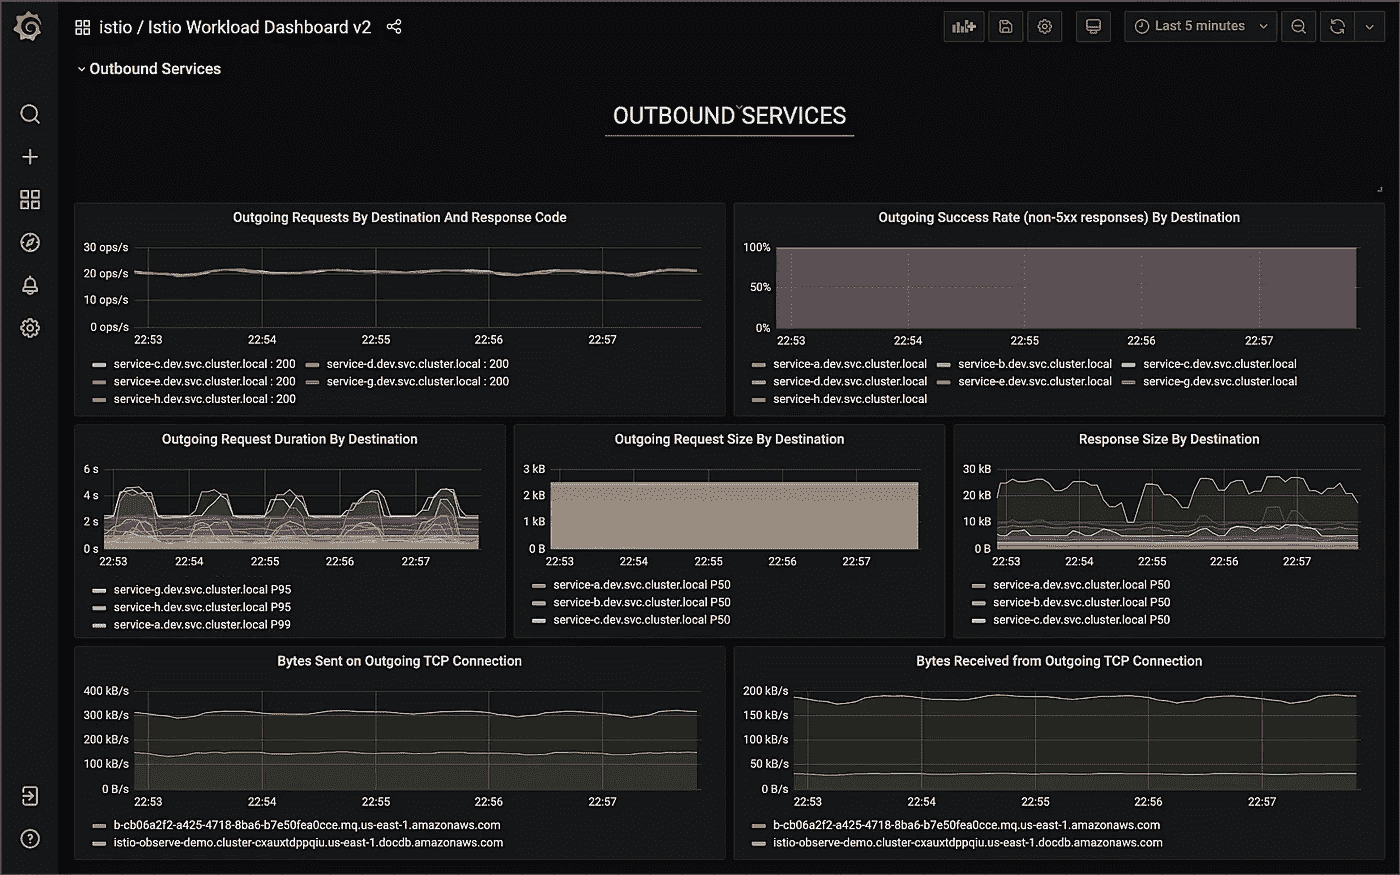 istio / Istio Workload Dashboard v2
Last 5 minutes
Outbound Services
OUTBOUND SERVICES
Outgoing Requests By Destination And Response Code
30 ops/s
20 ops/s
10 ops/s
0 ops/s
22:53 22:54 22:55 22:56 22:57
service-c.dev.svc.cluster.local : 200 service-d.dev.svc.cluster.local : 200
service-e.dev.svc.cluster.local : 200 service-g.dev.svc.cluster.local : 200
service-h.dev.svc.cluster.local : 200
Outgoing Success Rate (non-5xx responses) By Destination
100%
50%
0%
22:53 22:54 22:55 22:56 22:57
service-a.dev.svc.cluster.local service-b.dev.svc.cluster.local service-c.dev.svc.cluster.local
service-d.dev.svc.cluster.local service-e.dev.svc.cluster.local service-g.dev.svc.cluster.local
service-h.dev.svc.cluster.local
Outgoing Request Duration By Destination
6 s
4 s
2 s
0 s
22:53 22:54 22:55 22:56 22:57
service-g.dev.svc.cluster.local P95
service-h.dev.svc.cluster.local P95
service-a.dev.svc.cluster.local P99
Outgoing Request Size By Destination
3 kB
2 kB
1 kB
0 B
22:53 22:54 22:55 22:56 22:57
service-a.dev.svc.cluster.local P50
service-b.dev.svc.cluster.local P50
service-c.dev.svc.cluster.local P50
Response Size By Destination
30 kB
20 kB
10 kB
0 B
22:53 22:54 22:55 22:56 22:57
service-a.dev.svc.cluster.local P50
service-b.dev.svc.cluster.local P50
service-c.dev.svc.cluster.local P50
Bytes Sent on Outgoing TCP Connection
400 kB/s
300 kB/s
200 kB/s
100 kB/s
0 B/s
22:53 22:54 22:55 22:56 22:57
b-cb06a2f2-a425-4718-8ba6-b7e50fea0cce.mq.us-east-1.amazonaws.com
istio-observe-demo.cluster-cxauxtdppqiu.us-east-1.docdb.amazonaws.com
Bytes Received from Outgoing TCP Connection
200 kB/s
150 kB/s
100 kB/s
50 kB/s
0 B/s
22:53 22:54 22:55 22:56 22:57
b-cb06a2f2-a425-4718-8ba6-b7e50fea0cce.mq.us-east-1.amazonaws.com
istio-observe-demo.cluster-cxauxtdppqiu.us-east-1.docdb.amazonaws.com